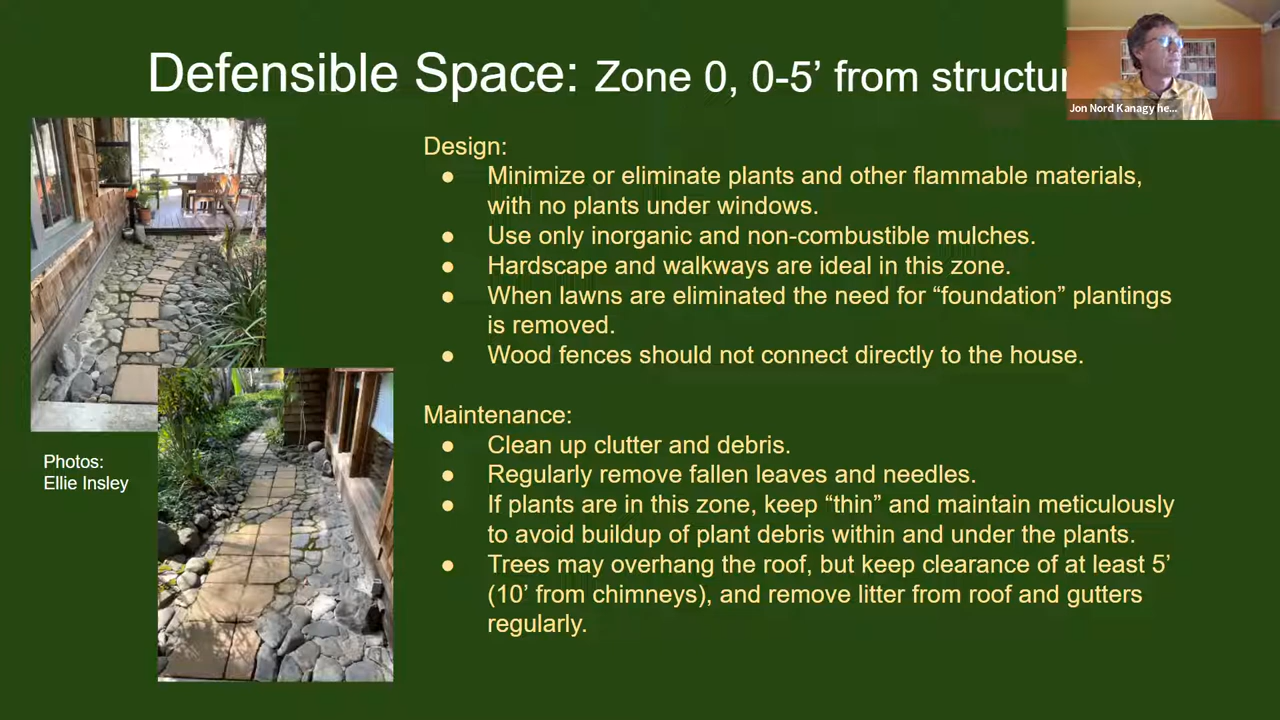 Defensible Space: Zone 0, 0-5’ from structur
Jon Nord Kanagy he...
Design:
● Minimize or eliminate plants and other flammable materials,
with no plants under windows.
● Use only inorganic and non-combustible mulches.
● Hardscape and walkways are ideal in this zone.
● When lawns are eliminated the need for “foundation” plantings
is removed.
● Wood fences should not connect directly to the house.
Maintenance:
● Clean up clutter and debris.
● Regularly remove fallen leaves and needles.
● If plants are in this zone, keep “thin” and maintain meticulously
to avoid buildup of plant debris within and under the plants.
● Trees may overhang the roof, but keep clearance of at least 5’
(10’ from chimneys), and remove litter from roof and gutters
regularly.
Photos:
Ellie Insley